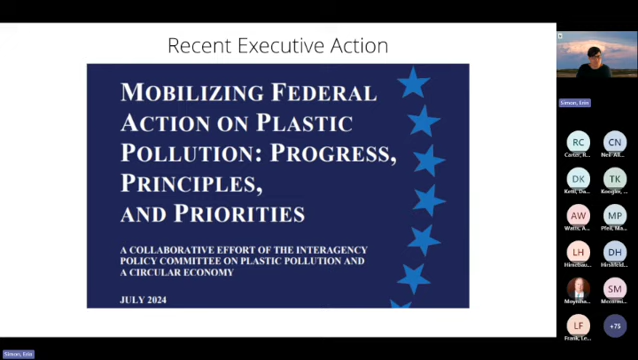 Recent Executive Action
MOBILIZING FEDERAL
ACTION ON PLASTIC
POLLUTION: PROGRESS,
PRINCIPLES,
AND PRIORITIES
A COLLABORATIVE EFFORT OF THE INTERAGENCY
POLICY COMMITTEE ON PLASTIC POLLUTION AND
A CIRCULAR ECONOMY
JULY 2024
Simon, Erin
RC
CN
Carter, R...
DK
TK
AW
MP
LH
DH
SM
LF
+75
Frank, Le...
Simon, Erin